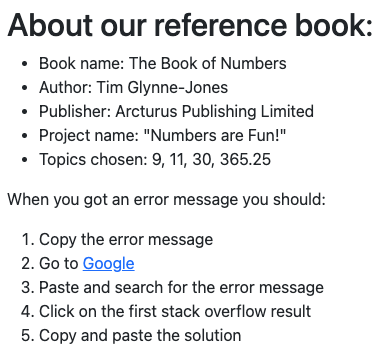 About our reference book:
• Book name: The Book of Numbers
• Author: Tim Glynne-Jones
• Publisher: Arcturus Publishing Limited
• Project name: "Numbers are Fun!"
• Topics chosen: 9, 11, 30, 365.25
When you got an error message you should:
1. Copy the error message
2. Go to Google
3. Paste and search for the error message
4. Click on the first stack overflow result
5. Copy and paste the solution